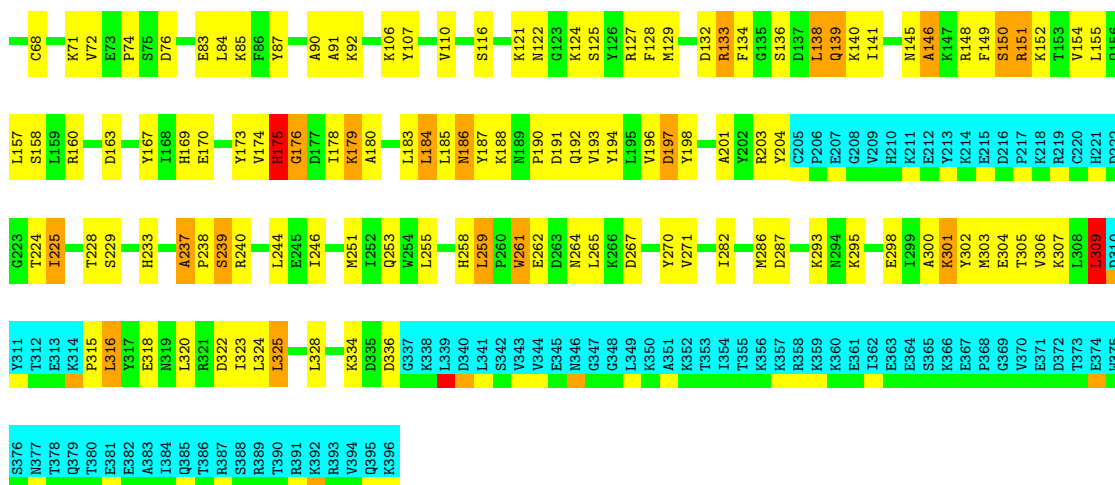 C68 K71 V72 E73 P74 S75 D76 E83 L84 K85 F86 Y87 A90 A91 K92 K106 Y107 V110 S116 K121 N122 G123 K124 S125 Y126 R127 F128 M129 D132 R133 F134 G135 S136 D137 L138 Q139 K140 I141 N145 A146 K147 R148 F149 S150 R151 K152 T153 V154 L155
L157 S158 L159 R160 D163 Y167 I168 H169 E170 Y173 V174 H175 G176 D177 I178 K179 A180 L183 L184 L185 N186 Y187 K188 N189 P190 D191 Q192 V193 Y194 L195 V196 D197 Y198 A201 Y202 R203 Y204 C205 P206 E207 G208 V209 H210 K211 E212 Y213 K214 E215 D216 P217 K218 R219 C220 H221
G223 T224 I225 T228 S229 H233 A237 P238 S239 R240 L244 E245 I246 M251 I252 Q253 W254 L255 H258 L259 P260 W261 E262 D263 N264 L265 K266 D267 Y270 V271 I282 M286 D287 K293 N294 K295 E298 I299 A300 K301 Y302 M303 E304 T305 V306 K307 L308 L309 D310
Y311 T312 E313 K314 P315 L316 Y317 E318 N319 L320 R321 D322 I323 L324 L325 L328 K334 D335 D336 G337 K338 L339 D340 L341 S342 V343 V344 E345 N346 G347 G348 L349 K350 A351 K352 T353 I354 T355 K356 K357 R358 K359 K360 E361 I362 E363 E364 S365 K366 E367 P368 G369 V370 E371 D372 T373 E374 W375
S376 N377 T378 Q379 T380 E381 E382 A383 I384 Q385 T386 R387 S388 R389 T390 R391 K392 R393 V394 Q395 K396